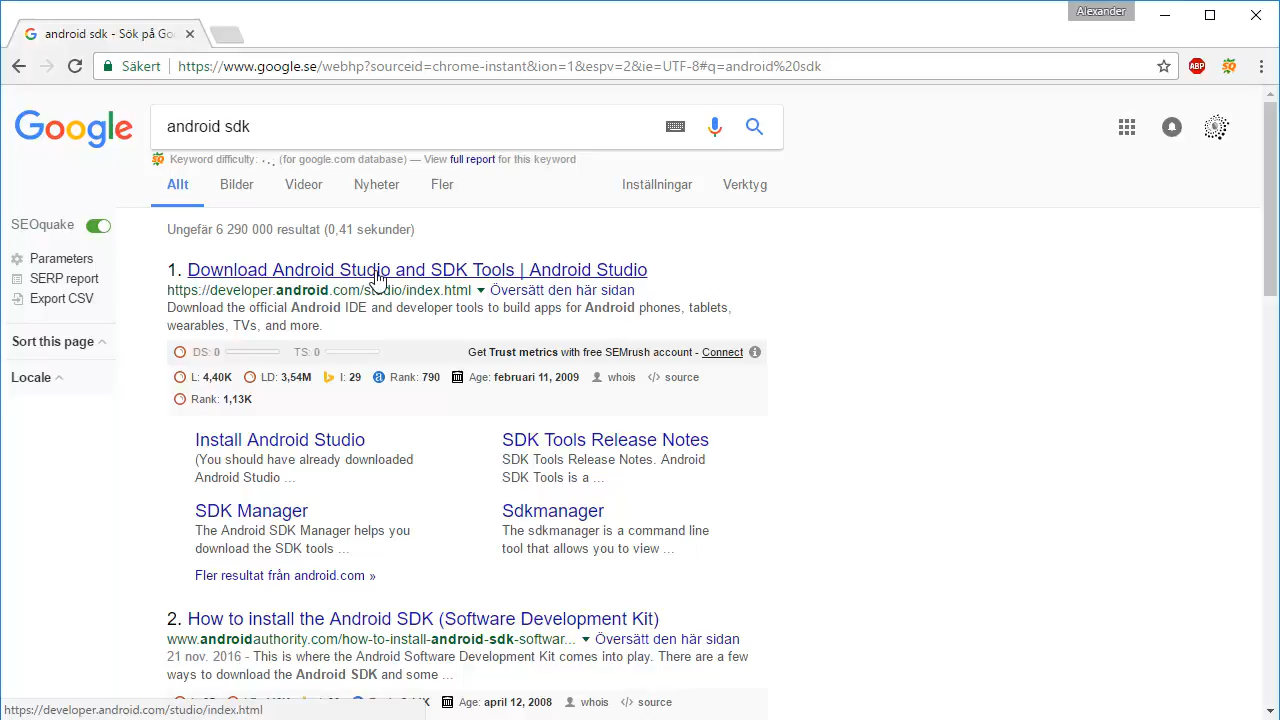 Alexander
android sdk - Sök på Go
Säkert
https://www.google.se/webhp?sourceid=chrome-instant&ion=1&espv=2&ie=UTF-8#q=android%20sdk
ABP
Google
android sdk
Keyword difficulty: . . . (for google.com database) — View full report for this keyword
Allt Bilder Videor Nyheter Fler Inställningar Verktyg
SEOquake
Parameters
SERP report
Export CSV
Sort this page
Locale
Ungefär 6 290 000 resultat (0,41 sekunder)
1. Download Android Studio and SDK Tools | Android Studio
https://developer.android.com/studio/index.html Översätt den här sidan
Download the official Android IDE and developer tools to build apps for Android phones, tablets,
wearables, TVs, and more.
DS: 0 TS: 0 Get Trust metrics with free SEMrush account - Connect
L: 4,40K LD: 3,54M I: 29 Rank: 790 Age: februari 11, 2009 whois source
Rank: 1,13K
Install Android Studio
(You should have already downloaded
Android Studio ...
SDK Tools Release Notes
SDK Tools Release Notes. Android
SDK Tools is a ...
SDK Manager
The Android SDK Manager helps you
download the SDK tools ...
Sdkmanager
The sdkmanager is a command line
tool that allows you to view ...
Fler resultat från android.com »
2. How to install the Android SDK (Software Development Kit)
www.androidauthority.com/how-to-install-android-sdk-softwar... Översätt den här sidan
21 nov. 2016 - This is where the Android Software Development Kit comes into play. There are a few
ways to download the Android SDK and some ...
Age: april 12, 2008 whois source
https://developer.android.com/studio/index.html